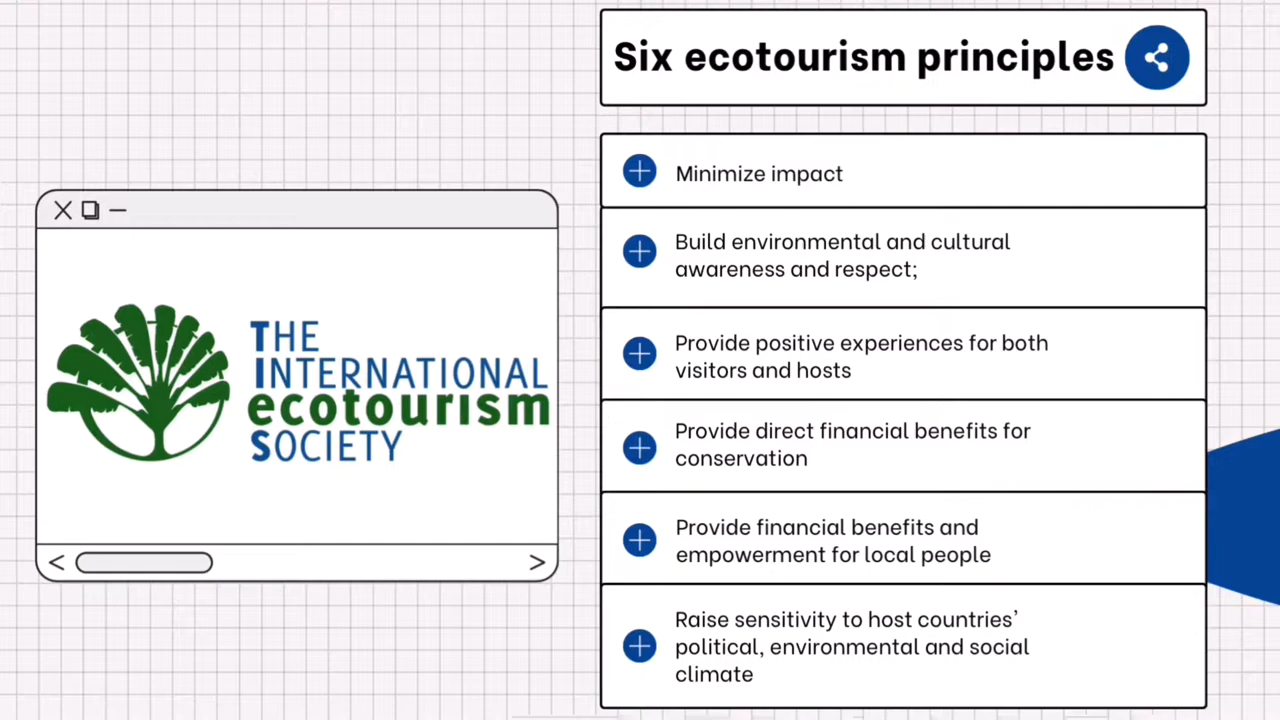 Six ecotourism principles
THE
INTERNATIONAL
ecotourism
SOCIETY
Minimize impact
Build environmental and cultural
awareness and respect;
Provide positive experiences for both
visitors and hosts
Provide direct financial benefits for
conservation
Provide financial benefits and
empowerment for local people
Raise sensitivity to host countries'
political, environmental and social
climate